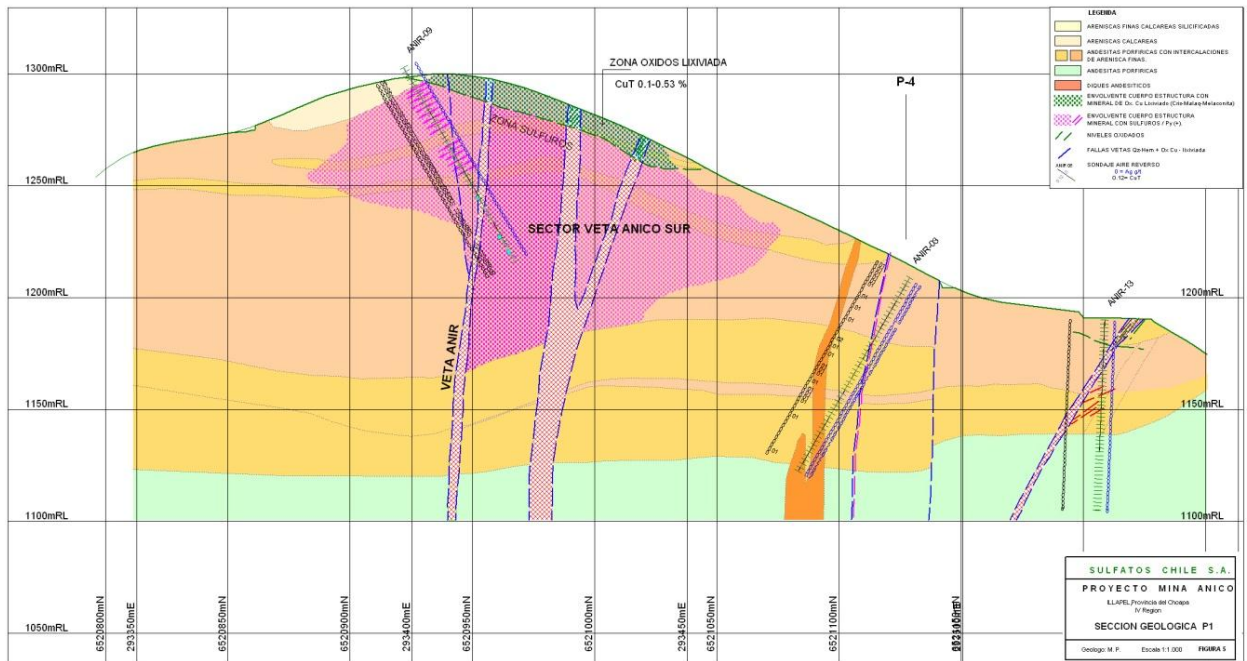 LEGENDA
ARENISCAS FINAS CALCAREAS SILICIFICADAS
ARENISCAS CALCAREAS
ANDESITAS PORFIRICAS CON INTERCALACIONES
DE ARENISCA FINAS.
ANDESITAS PORFIRICAS
DIQUES ANDESITICOS
ENVOLVENTE CUERPO ESTRUCTURA CON
MINERAL DE Ox. Cu Lixiviado
ENVOLVENTE CUERPO ESTRUCTURA
MINERAL CON SULFUROS / Py (+)
NIVELES OXIDADOS
FALLAS VETAS Qz-Hem + Ox Cu - lixiviada
SONDAJE AIRE REVERSO
0 = Ag g/t
0.12= CuT
ANIR-09
ZONA OXIDOS LIXIVIADA
CuT 0.1-0.53 %
P-4
1300mRL
ZONA SULFUROS
1250mRL
SECTOR VETA ANICO SUR
ANIR-03
1200mRL
1200mRL
ANIR-13
VETA ANIR
1150mRL
1150mRL
1100mRL
1100mRL
1050mRL
6520800mN
293350mE
6520850mN
6520900mN
293400mE
6520950mN
6521000mN
293450mE
6521050mN
6521100mN
SULFATOS CHILE S.A.
PROYECTO MINA ANICO
ILLAPEL,Provincia del Choapa
IV Region
SECCION GEOLOGICA P1
Geologo: M. P. Escala 1:1.000 FIGURA 5